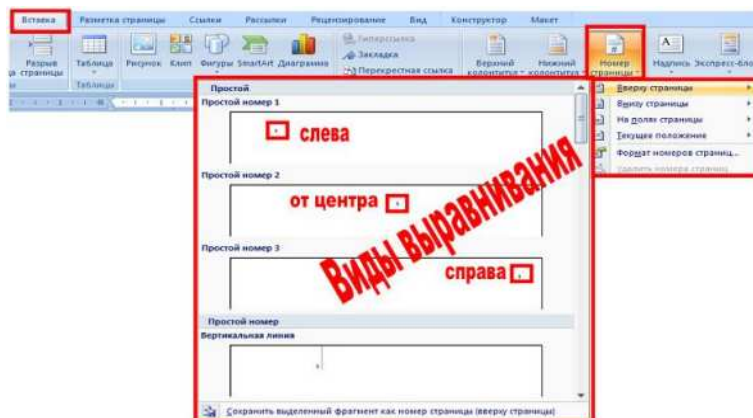 Вставка Разметка страницы Ссылки Рассылки Рецензирование Вид Конструктор Макет
Разрыв страницы
Таблица
Рисунок Клип Фигуры SmartArt Диаграмма
Гиперссылка
Закладка
Перекрестная ссылка
Верхний колонтитул
Нижний колонтитул
Номер страницы
Надпись Экспресс-бло
Таблицы
Вверху страницы
Внизу страницы
На полях страницы
Текущее положение
Формат номеров страниц...
Удалить номера страниц
Простой
Простой номер 1
слева
Простой номер 2
от центра
Простой номер 3
справа
Виды выравнивания
Простой номер
Вертикальная линия
Сохранить выделенный фрагмент как номер страницы (вверху страницы)